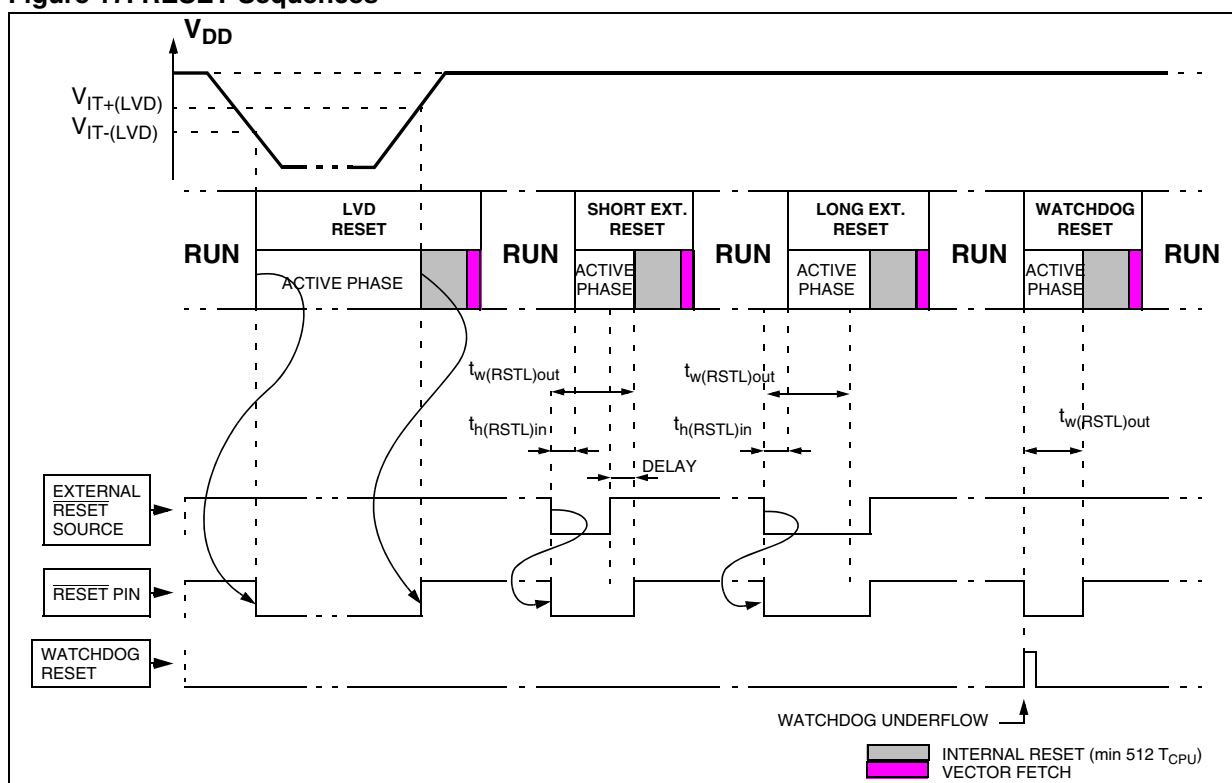 Figure 17. RESET Sequences
VDD
VIT+(LVD)
VIT-(LVD)
LVD
RESET
SHORT EXT.
RESET
LONG EXT.
RESET
WATCHDOG
RESET
RUN
RUN
RUN
RUN
RUN
ACTIVE PHASE
ACTIVE
PHASE
ACTIVE
PHASE
ACTIVE
PHASE
tw(RSTL)out
tw(RSTL)out
th(RSTL)in
th(RSTL)in
tw(RSTL)out
DELAY
EXTERNAL
RESET
SOURCE
RESET PIN
WATCHDOG
RESET
WATCHDOG UNDERFLOW
INTERNAL RESET (min 512 TCPU)
VECTOR FETCH